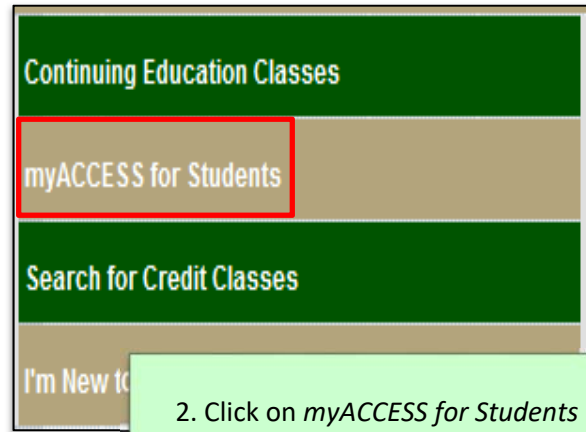 Continuing Education Classes
myACCESS for Students
Search for Credit Classes
I'm New
2. Click on myACCESS for Students